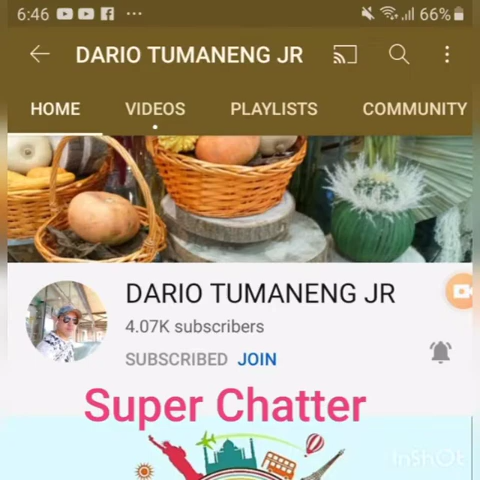 6:46 66%
DARIO TUMANENG JR
HOME VIDEOS PLAYLISTS COMMUNITY
DARIO TUMANENG JR
4.07K subscribers
SUBSCRIBED JOIN
Super Chatter
InShOt